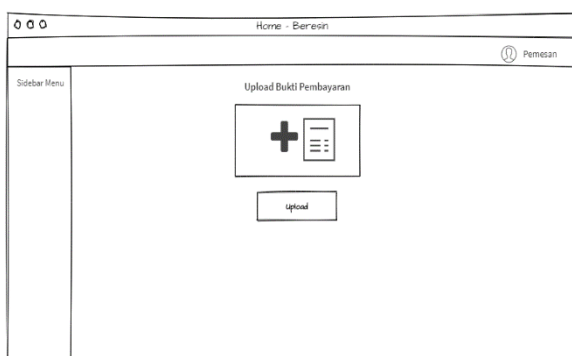 Home - Beresin
Pemesan
Sidebar Menu
Upload Bukti Pembayaran
Upload